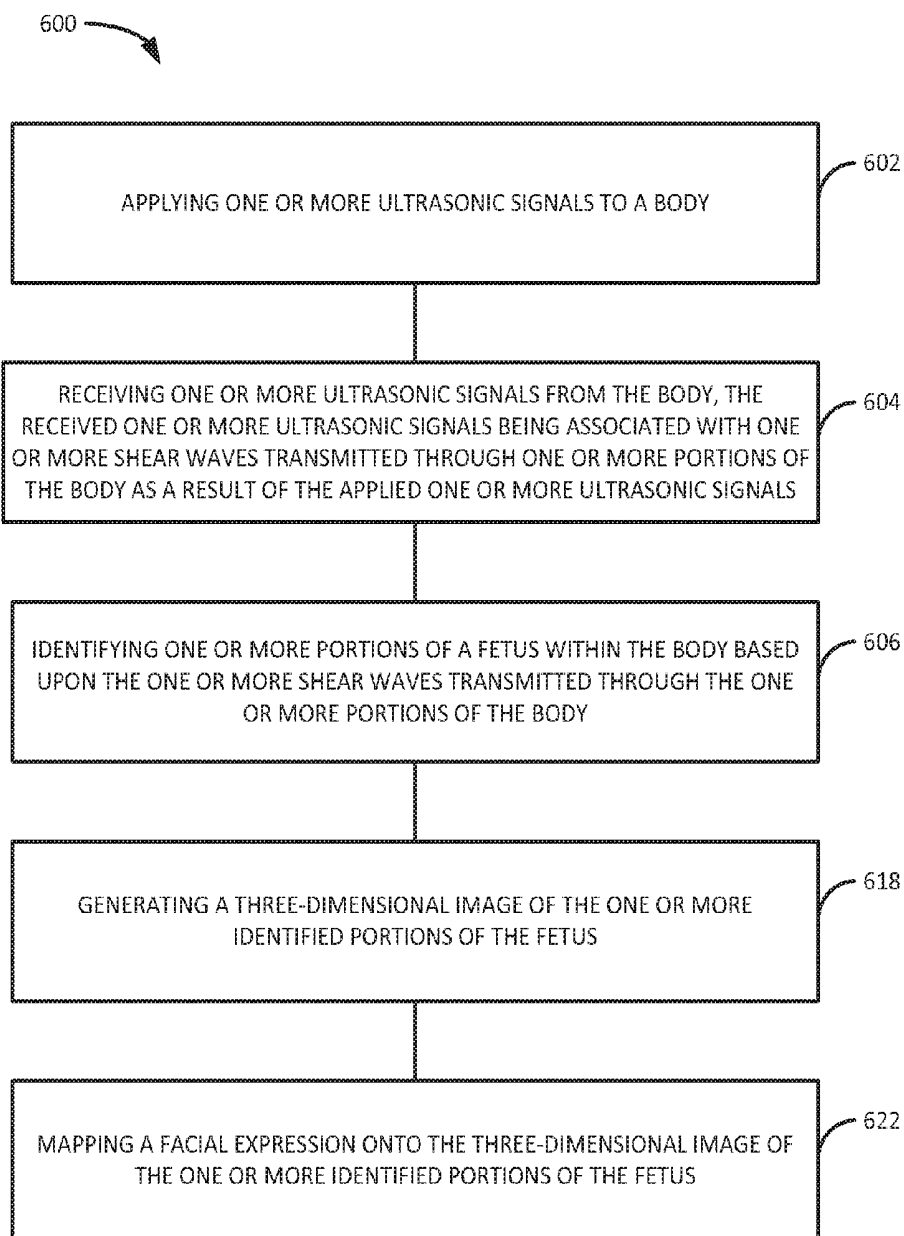 600
APPLYING ONE OR MORE ULTRASONIC SIGNALS TO A BODY
602
RECEIVING ONE OR MORE ULTRASONIC SIGNALS FROM THE BODY, THE
RECEIVED ONE OR MORE ULTRASONIC SIGNALS BEING ASSOCIATED WITH ONE
OR MORE SHEAR WAVES TRANSMITTED THROUGH ONE OR MORE PORTIONS OF
THE BODY AS A RESULT OF THE APPLIED ONE OR MORE ULTRASONIC SIGNALS
604
IDENTIFYING ONE OR MORE PORTIONS OF A FETUS WITHIN THE BODY BASED
UPON THE ONE OR MORE SHEAR WAVES TRANSMITTED THROUGH THE ONE
OR MORE PORTIONS OF THE BODY
606
GENERATING A THREE-DIMENSIONAL IMAGE OF THE ONE OR MORE
IDENTIFIED PORTIONS OF THE FETUS
618
MAPPING A FACIAL EXPRESSION ONTO THE THREE-DIMENSIONAL IMAGE OF
THE ONE OR MORE IDENTIFIED PORTIONS OF THE FETUS
622